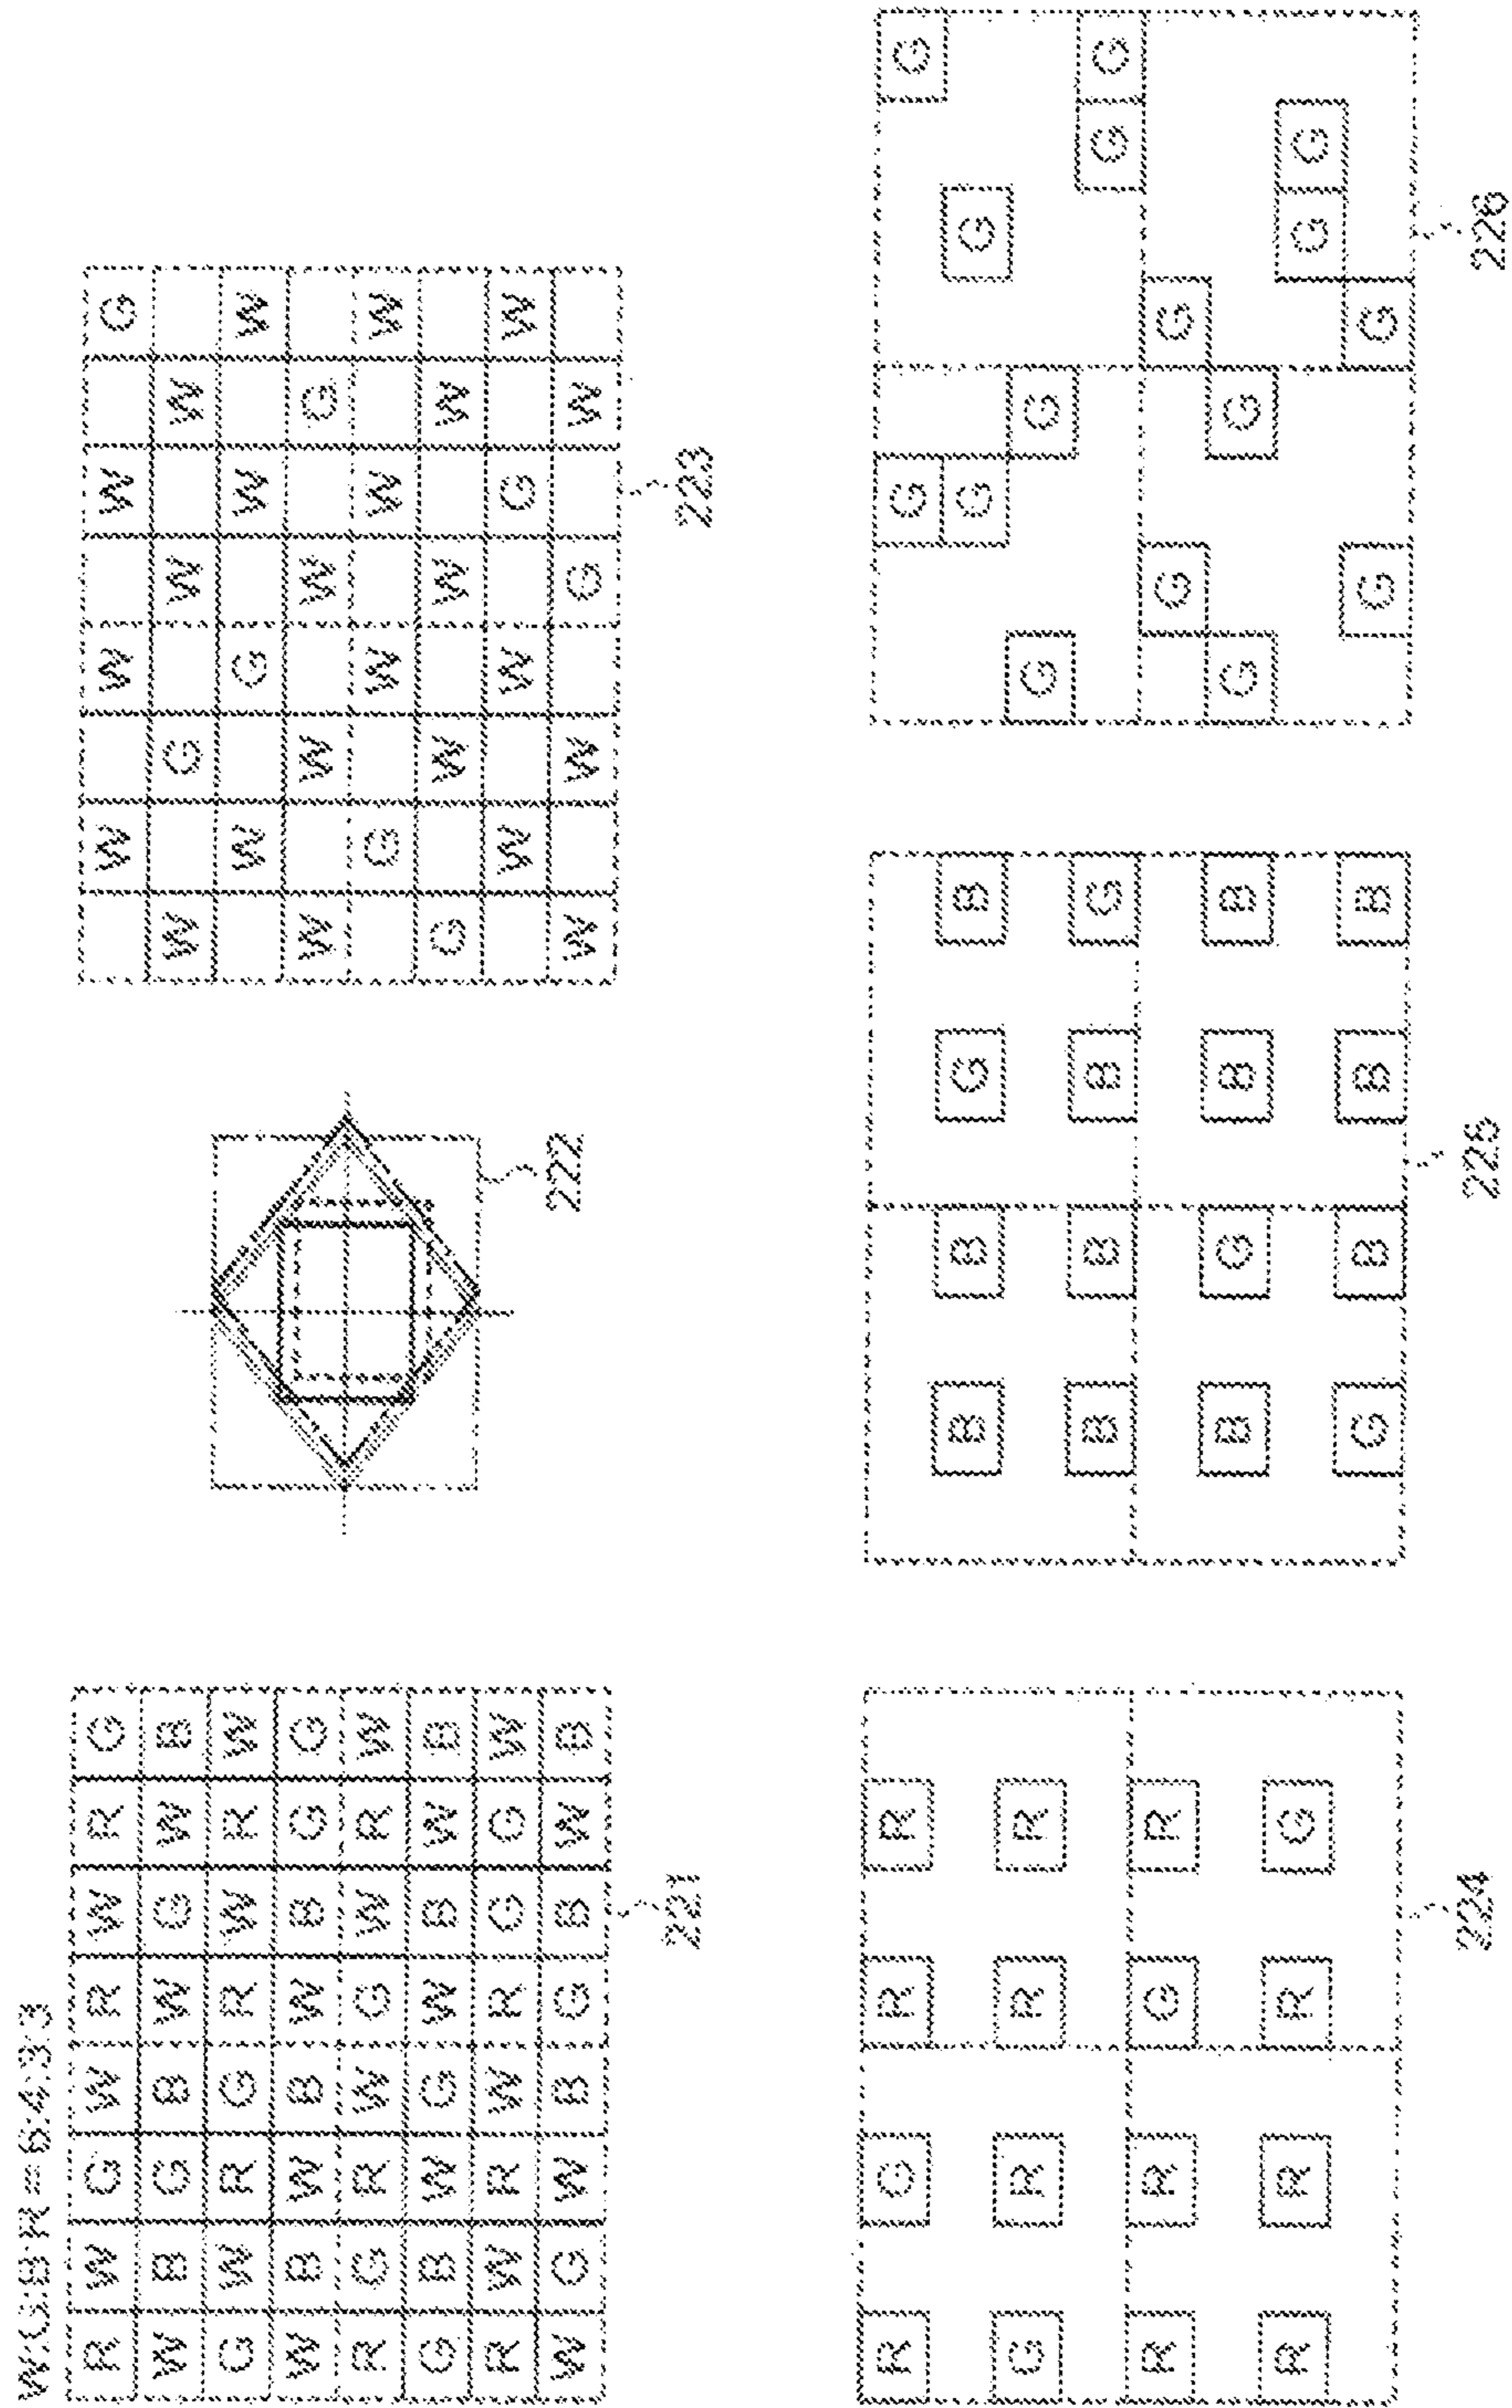 W:G:B:R=6:4:3:3
R W G W R W R G
W B G B W G W B
G W R G R W R W
W B W B W B G G
R G R W G W R W
G B W G W B W B
R W R W R G G W
W G W B G B W B
221
222
W W W G
W G W W
W G W W
W W W G
G W W W
G W W W
W W G W
W W G W
223
R G R R
G R R R
R R G R
R R R G
224
B B G B
B B B G
B G B B
G B B B
225
G G
G G
G G
G G
G G
G G
G G
G G
226